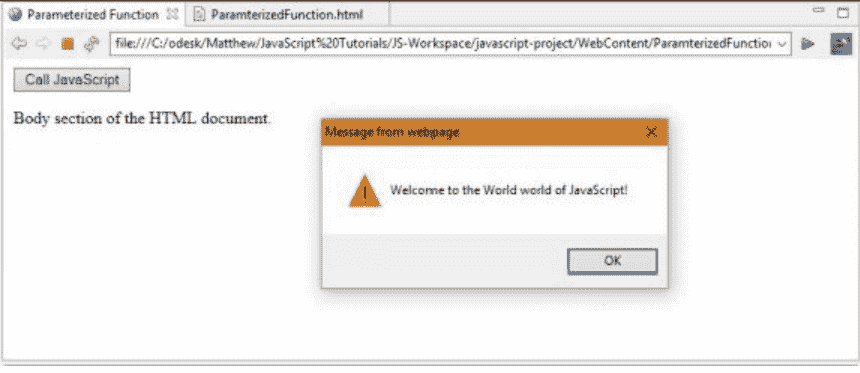 Parameterized Function
ParamterizedFunction.html
file:///C:/odesk/Matthew/JavaScript%20Tutorials/JS-Workspace/javascript-project/WebContent/ParamterizedFunction
Call JavaScript
Body section of the HTML document.
Message from webpage
Welcome to the World world of JavaScript!
OK